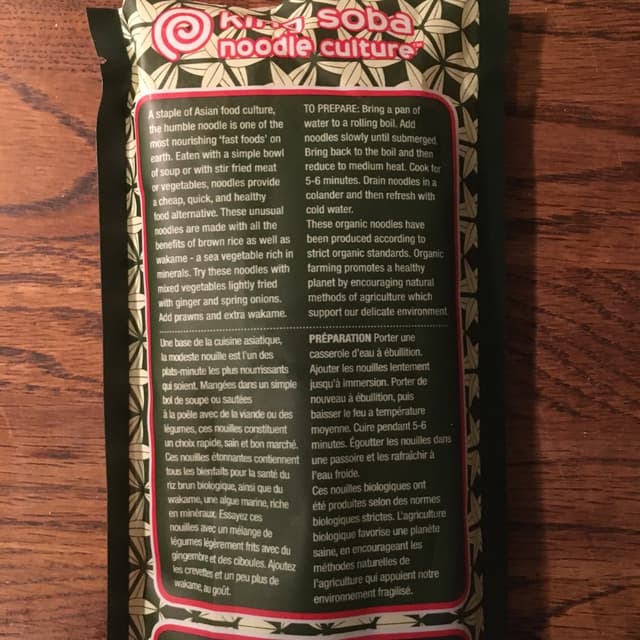 king soba
noodle culture
A staple of Asian food culture,
the humble noodle is one of the
most nourishing 'fast foods' on
earth. Eaten with a simple bowl
of soup or with stir fried meat
or vegetables, noodles provide
a cheap, quick, and healthy
food alternative. These unusual
noodles are made with all the
benefits of brown rice as well as
wakame - a sea vegetable rich in
minerals. Try these noodles with
mixed vegetables lightly fried
with ginger and spring onions.
Add prawns and extra wakame.
TO PREPARE: Bring a pan of
water to a rolling boil. Add
noodles slowly until submerged.
Bring back to the boil and then
reduce to medium heat. Cook for
5-6 minutes. Drain noodles in a
colander and then refresh with
cold water.
These organic noodles have
been produced according to
strict organic standards. Organic
farming promotes a healthy
planet by encouraging natural
methods of agriculture which
support our delicate environment
Une base de la cuisine asiatique,
la modeste nouille est l'un des
plats-minute les plus nourrissants
qui soient. Mangées dans un simple
bol de soupe ou sautées
à la poêle avec de la viande ou des
légumes, ces nouilles constituent
un choix rapide, sain et bon marché.
Ces nouilles étonnantes contiennent
tous les bienfaits pour la santé du
riz brun biologique, ainsi que du
wakame, une algue marine, riche
en minéraux. Essayez ces
nouilles avec un mélange de
légumes légèrement frits avec du
gingembre et des ciboules. Ajoutez
les crevettes et un peu plus de
wakame, au goût.
PRÉPARATION Porter une
casserole d'eau à ébullition.
Ajouter les nouilles lentement
jusqu'à immersion. Porter de
nouveau à ébullition, puis
baisser le feu a température
moyenne. Cuire pendant 5-6
minutes. Égoutter les nouilles dans
une passoire et les rafraîchir à
l'eau froide.
Ces nouilles biologiques ont
été produites selon des normes
biologiques strictes. L'agriculture
biologique favorise une planète
saine, en encourageant les
méthodes naturelles de
l'agriculture qui appuient notre
environnement fragilisé.